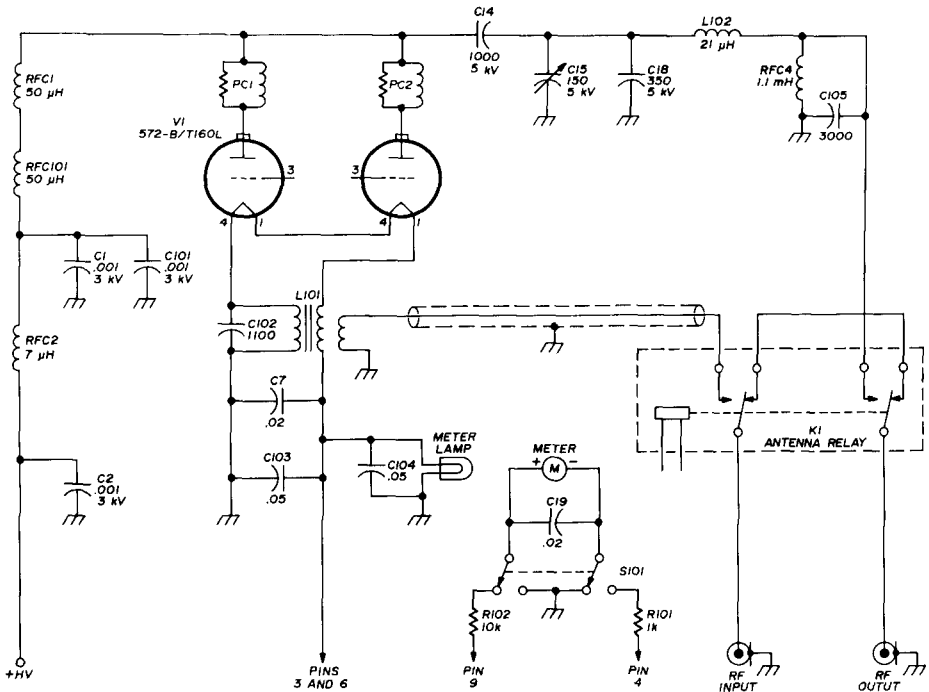 C14
1000
5 kV
L102
21 µH
RFC1
50 µH
PC1
PC2
C15
150
5 kV
C18
350
5 kV
RFC4
1.1 mH
C105
3000
V1
572-B/T160L
RFC101
50 µH
3
3
4
1
4
1
C1
.001
3 kV
C101
.001
3 kV
L101
C102
1100
RFC2
7 µH
C7
.02
K1
ANTENNA RELAY
METER
LAMP
METER
+
M
-
C103
.05
C104
.05
C2
.001
3 kV
C19
.02
S101
R102
10k
R101
1k
+HV
PINS
3 AND 6
PIN
9
PIN
4
RF
INPUT
RF
OUTUT